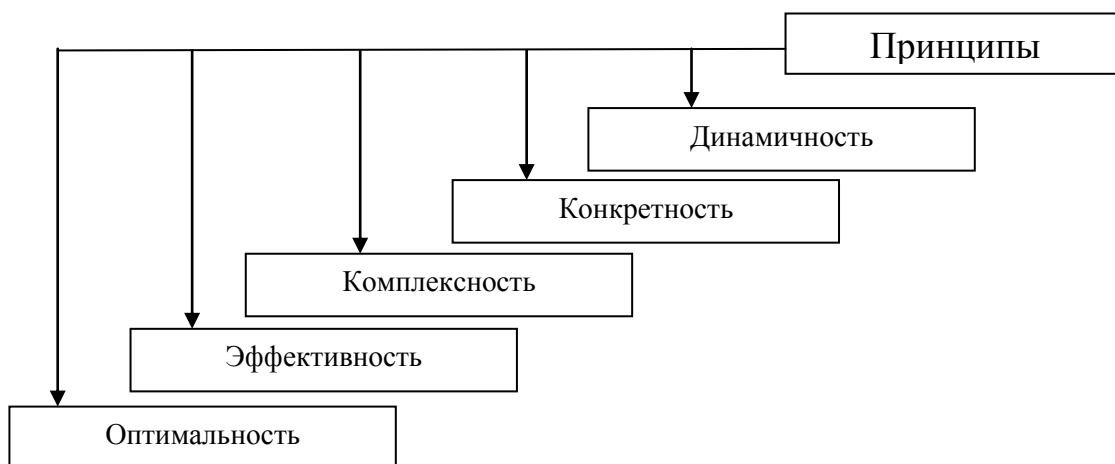 Принципы
Динамичность
Конкретность
Комплексность
Эффективность
Оптимальность